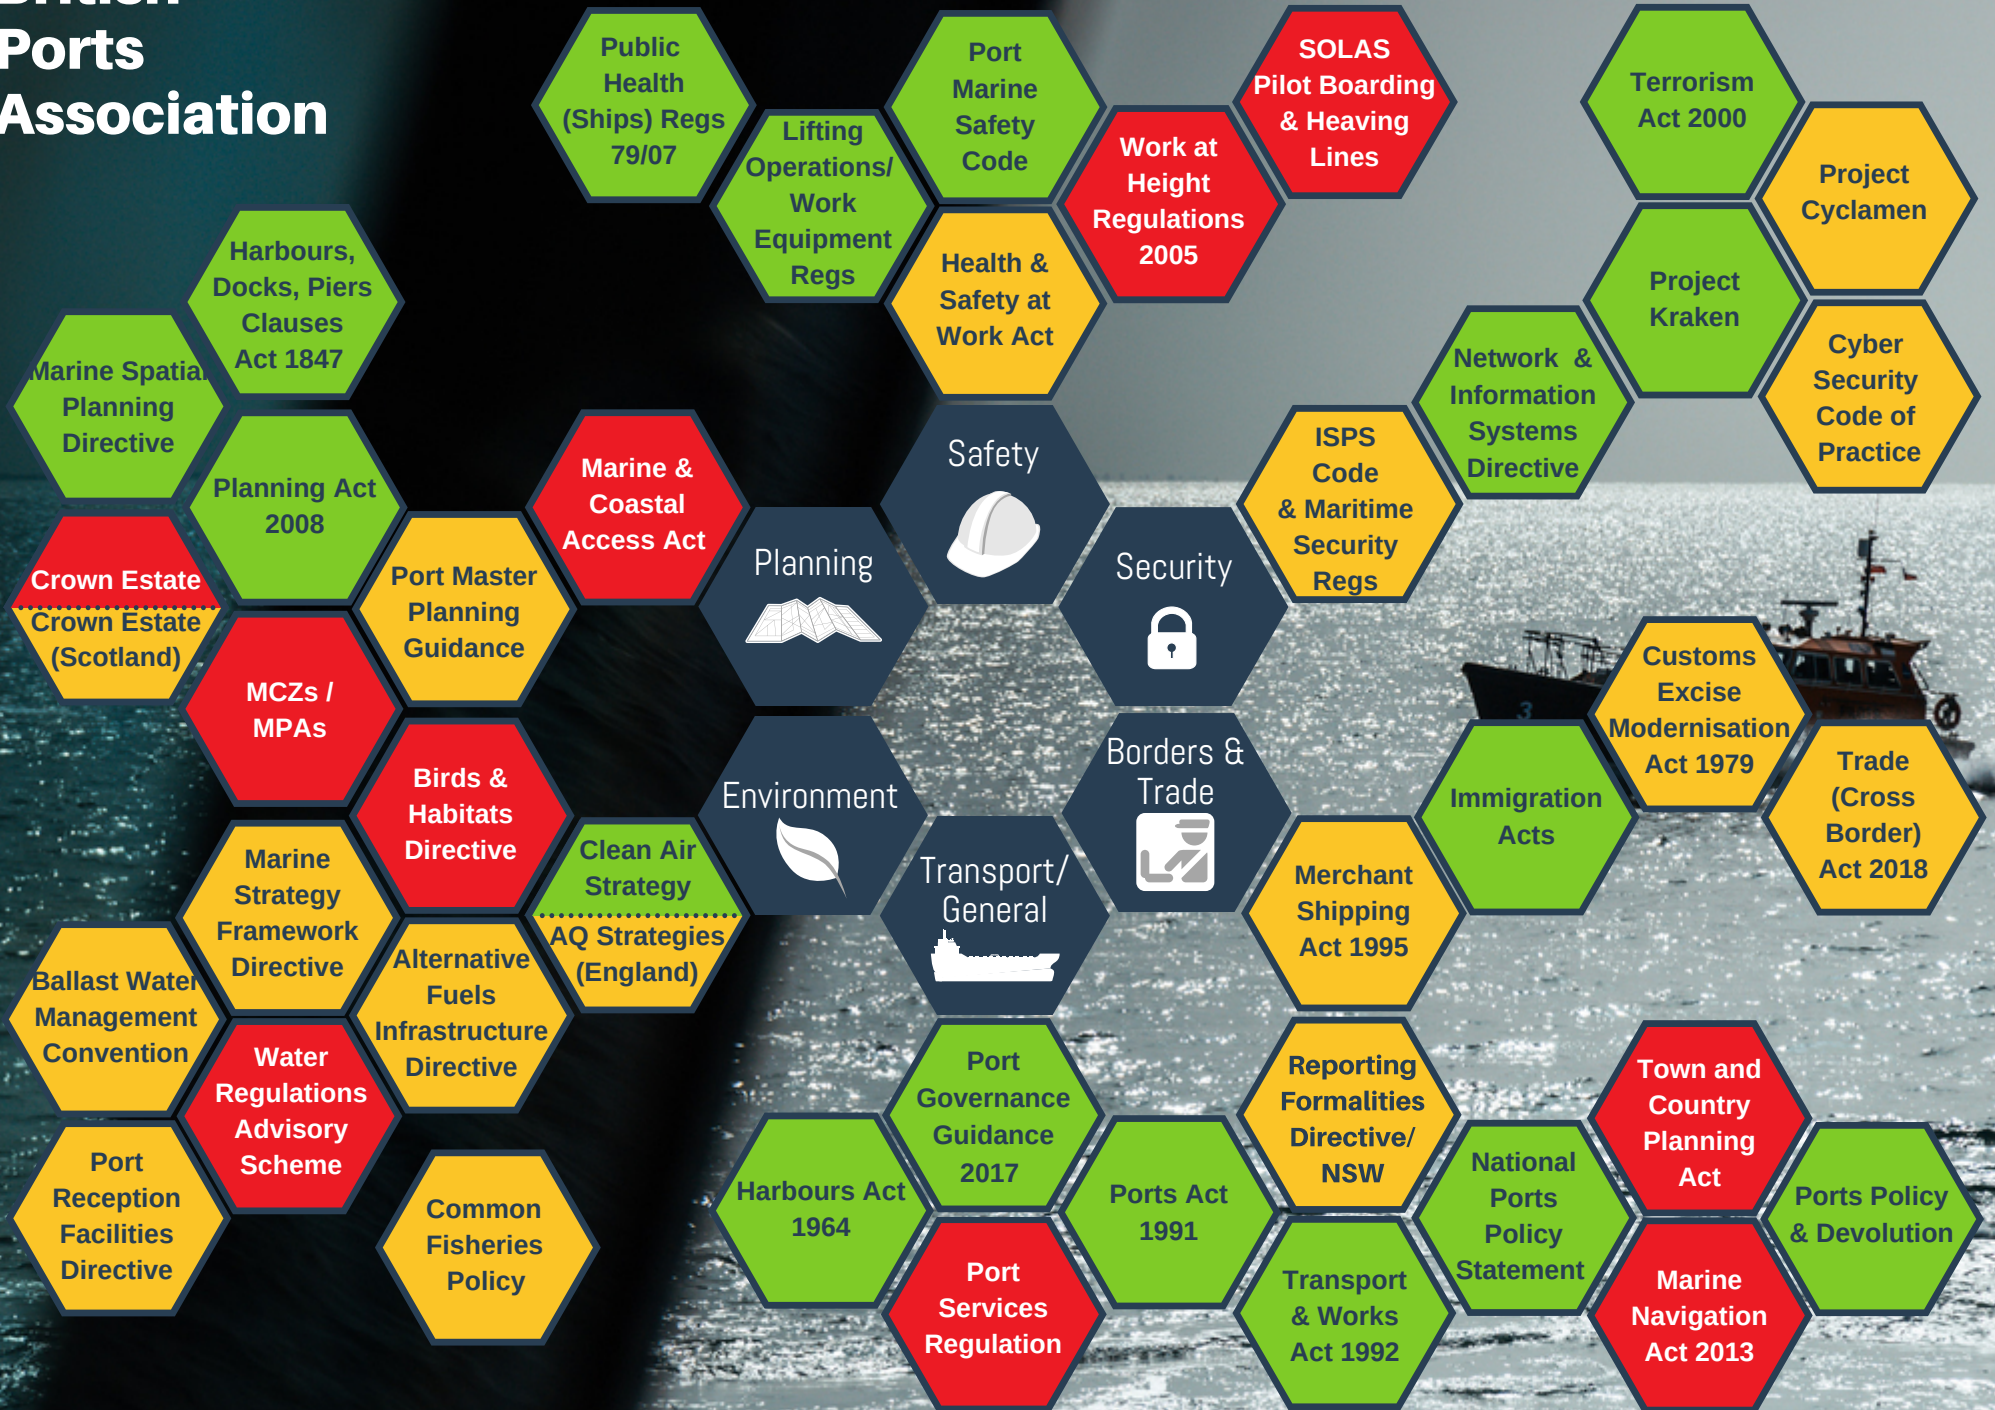 British
Ports
Association
Public
Health
(Ships) Regs
79/07
Lifting
Operations/
Work
Equipment
Regs
Port
Marine
Safety
Code
Health &
Safety at
Work Act
Work at
Height
Regulations
2005
SOLAS
Pilot Boarding
& Heaving
Lines
Terrorism
Act 2000
Project
Cyclamen
Project
Kraken
Cyber
Security
Code of
Practice
Network &
Information
Systems
Directive
ISPS
Code
& Maritime
Security
Regs
Harbours,
Docks, Piers
Clauses
Act 1847
Marine Spatial
Planning
Directive
Planning Act
2008
Crown Estate
Crown Estate
(Scotland)
Port Master
Planning
Guidance
Marine &
Coastal
Access Act
Safety
Planning
Security
Environment
Borders &
Trade
Transport/
General
MCZs /
MPAs
Birds &
Habitats
Directive
Clean Air
Strategy
AQ Strategies
(England)
Marine
Strategy
Framework
Directive
Alternative
Fuels
Infrastructure
Directive
Ballast Water
Management
Convention
Water
Regulations
Advisory
Scheme
Port
Reception
Facilities
Directive
Common
Fisheries
Policy
Customs
Excise
Modernisation
Act 1979
Immigration
Acts
Trade
(Cross
Border)
Act 2018
Merchant
Shipping
Act 1995
3
Port
Governance
Guidance
2017
Harbours Act
1964
Port
Services
Regulation
Ports Act
1991
Reporting
Formalities
Directive/
NSW
Transport
& Works
Act 1992
National
Ports
Policy
Statement
Town and
Country
Planning
Act
Marine
Navigation
Act 2013
Ports Policy
& Devolution